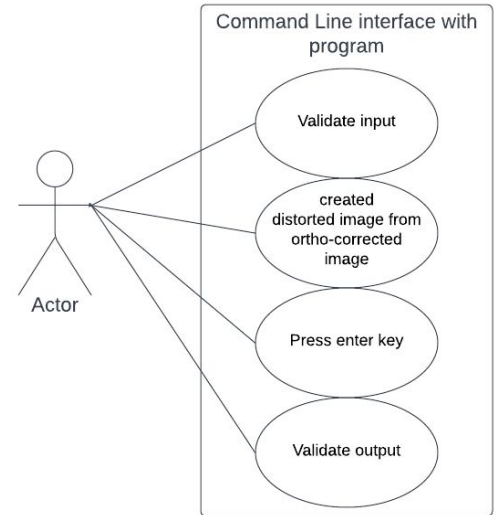 Command Line interface with
program
Validate input
created
distorted image from
ortho-corrected
image
Actor
Press enter key
Validate output